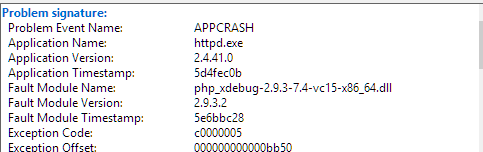 Problem signature:
Problem Event Name: APPCRASH
Application Name: httpd.exe
Application Version: 2.4.41.0
Application Timestamp: 5d4fec0b
Fault Module Name: php_xdebug-2.9.3-7.4-vc15-x86_64.dll
Fault Module Version: 2.9.3.2
Fault Module Timestamp: 5e6bbc28
Exception Code: c0000005
Exception Offset: 000000000000bb50